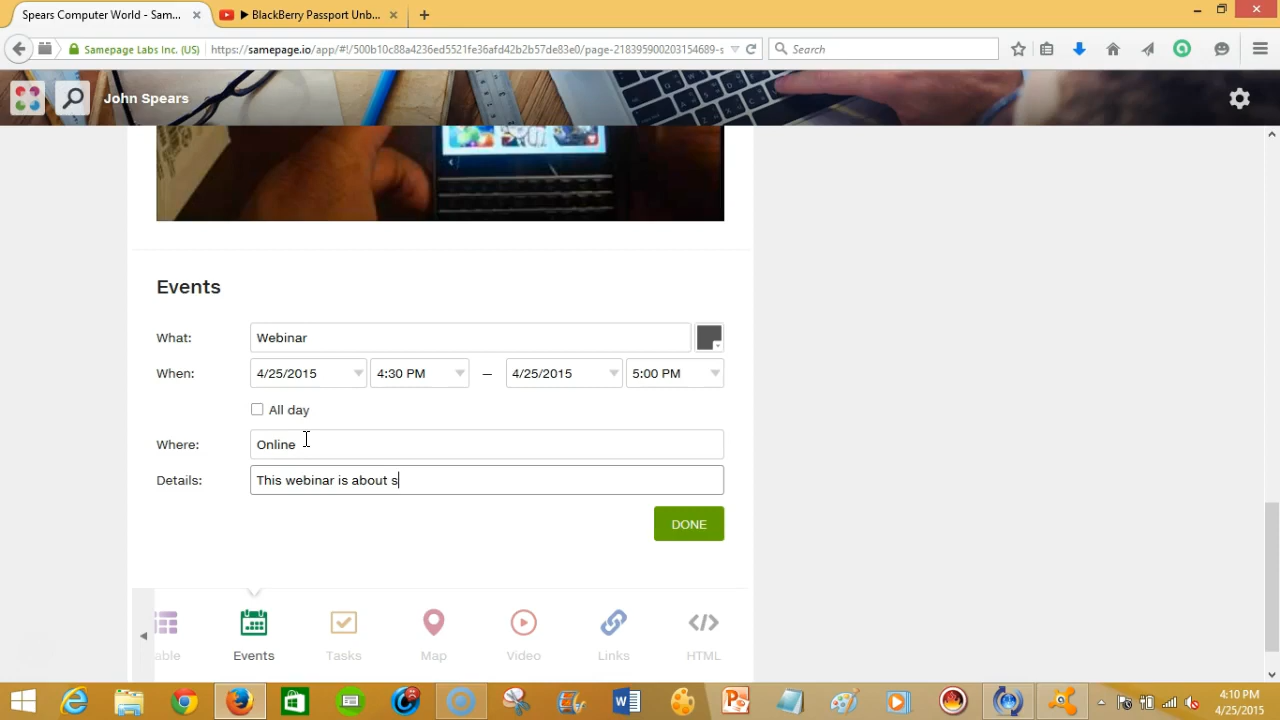 Spears Computer World - Sam...
▶ BlackBerry Passport Unb...
Samepage Labs Inc. (US)
https://samepage.io/app/#!/500b10c88a4236ed5521fe36afd42b2b57dc83e0/page-218395900203154689-s
Search
John Spears
Events
What:
Webinar
When:
4/25/2015
4:30 PM
—
4/25/2015
5:00 PM
All day
Where:
Online
Details:
This webinar is about s
DONE
able
Events
Tasks
Map
Video
Links
HTML
4:10 PM
4/25/2015